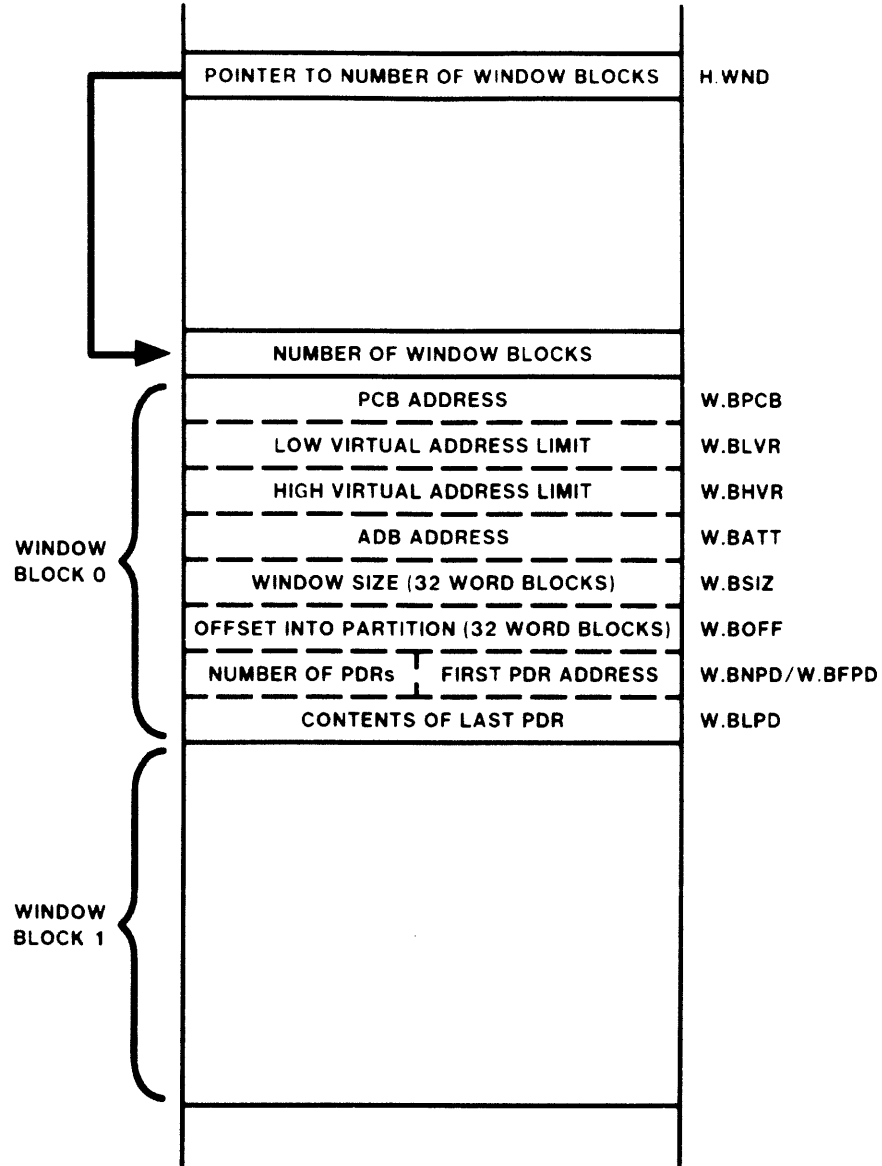 POINTER TO NUMBER OF WINDOW BLOCKS H.WND
NUMBER OF WINDOW BLOCKS
PCB ADDRESS W.BPCB
LOW VIRTUAL ADDRESS LIMIT W.BLVR
HIGH VIRTUAL ADDRESS LIMIT W.BHVR
ADB ADDRESS W.BATT
WINDOW BLOCK 0
WINDOW SIZE (32 WORD BLOCKS) W.BSIZ
OFFSET INTO PARTITION (32 WORD BLOCKS) W.BOFF
NUMBER OF PDRs FIRST PDR ADDRESS W.BNPD/W.BFPD
CONTENTS OF LAST PDR W.BLPD
WINDOW
BLOCK 1